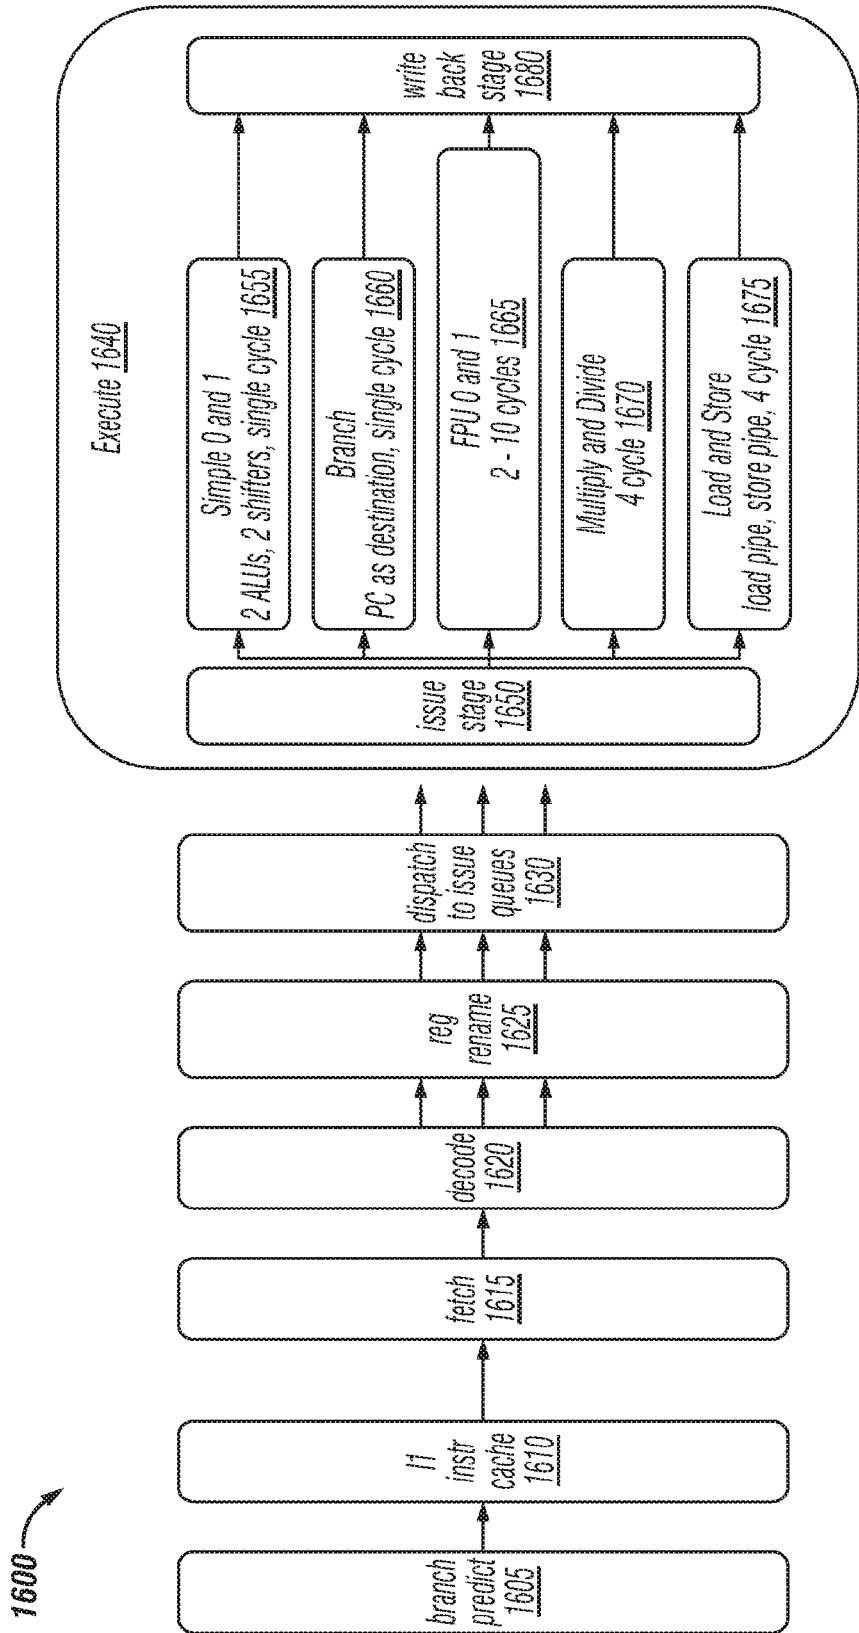 1600
branch
predict
1605
I1
instr
cache
1610
fetch
1615
decode
1620
reg
rename
1625
dispatch
to issue
queues
1630
Execute 1640
issue
stage
1650
Simple 0 and 1
2 ALUs, 2 shifters, single cycle 1655
Branch
PC as destination, single cycle 1660
FPU 0 and 1
2 - 10 cycles 1665
Multiply and Divide
4 cycle 1670
Load and Store
load pipe, store pipe, 4 cycle 1675
write
back
stage
1680